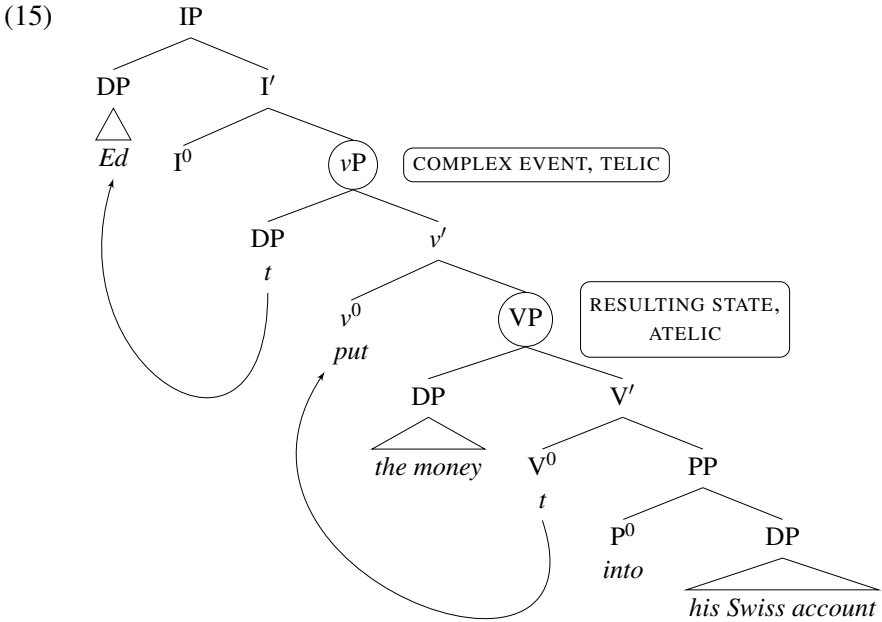 (15) IP
DP I′
Ed I⁰ vP COMPLEX EVENT, TELIC
DP v′
t
v⁰ VP RESULTING STATE,
put ATELIC
DP V′
the money V⁰ PP
t
P⁰ DP
into
his Swiss account